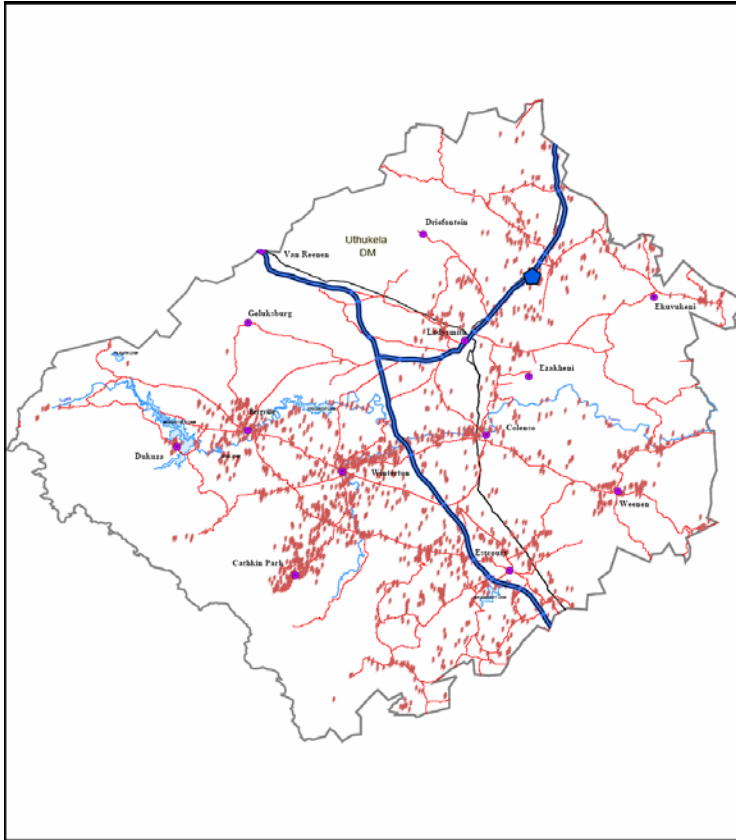 Driefontein
Uthukela
DM
Van Reenen
Ekuvukeni
Geluksburg
Ladysmith
Ezakheni
Bergville
Colenso
Dukuza
Winterton
Weenen
Estcourt
Cathkin Park